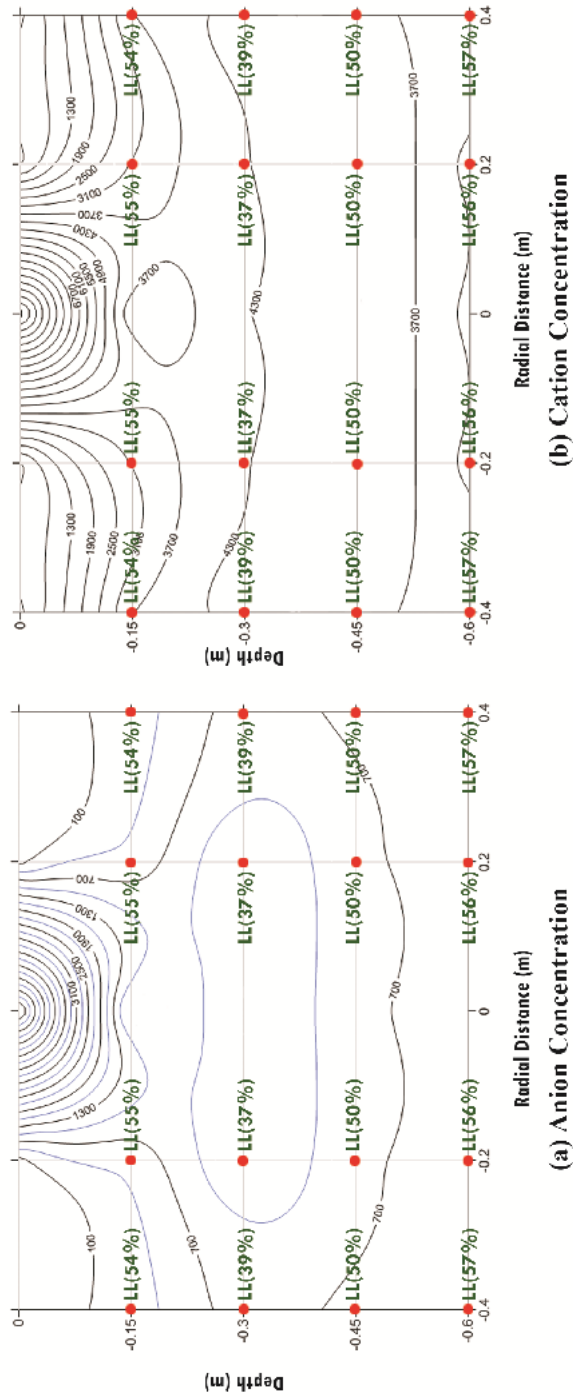 Depth (m)
0
-0.15
-0.3
-0.45
-0.6
100
1300
3100
2500
1900
1300
700
100
LL(54%)
LL(55%)
LL(55%)
LL(54%)
700
LL(39%)
LL(37%)
LL(37%)
LL(39%)
LL(50%)
LL(50%)
LL(50%)
LL(50%)
700
700
700
LL(57%)
LL(56%)
LL(56%)
LL(57%)
-0.4
-0.2
0
0.2
0.4
Radial Distance (m)
(a) Anion Concentration
Depth (m)
0
-0.15
-0.3
-0.45
-0.6
1300
1900
2500
3700
6700
6100
5500
4900
4300
3700
3100
2500
1900
1300
LL(54%)
LL(55%)
LL(55%)
LL(54%)
3700
4300
4300
LL(39%)
LL(37%)
LL(37%)
LL(39%)
LL(50%)
LL(50%)
LL(50%)
LL(50%)
3700
3700
LL(57%)
LL(56%)
LL(56%)
LL(57%)
-0.4
-0.2
0
0.2
0.4
Radial Distance (m)
(b) Cation Concentration